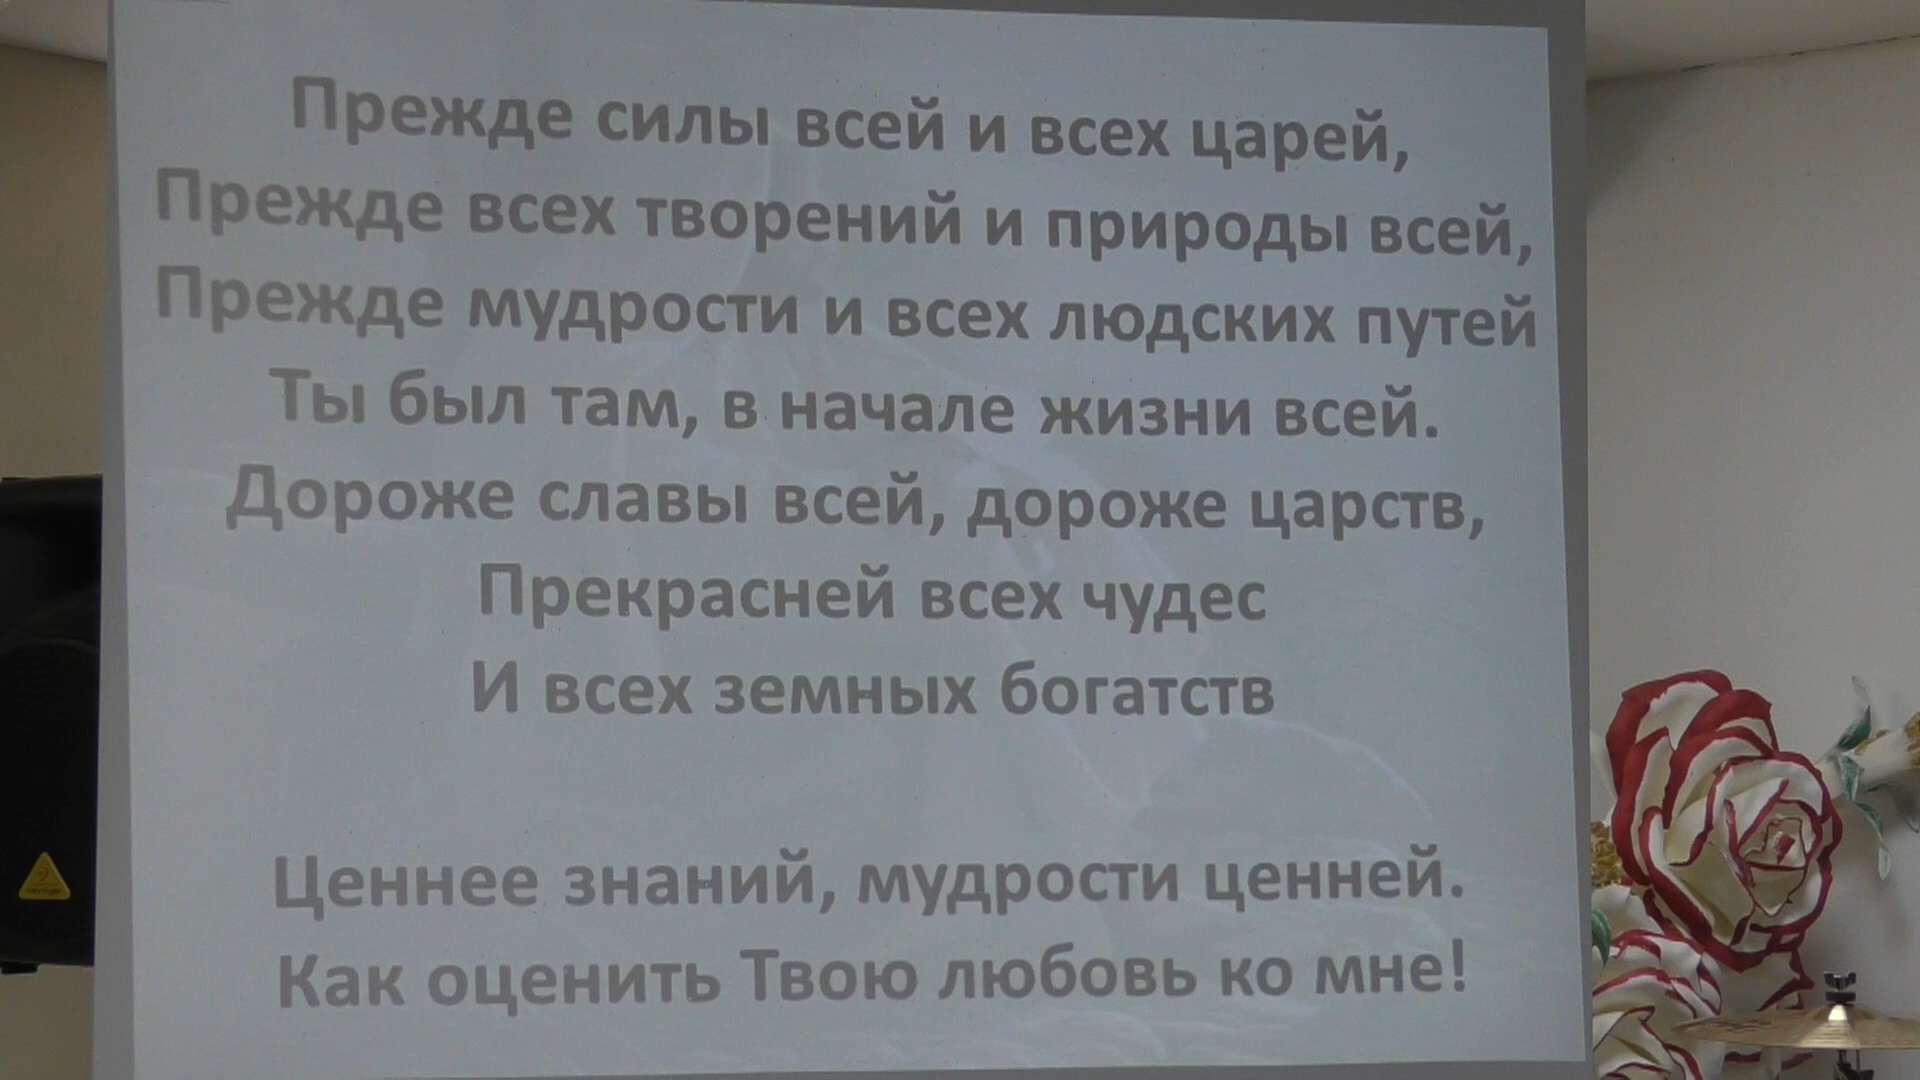 Прежде силы всей и всех царей,
Прежде всех творений и природы всей,
Прежде мудрости и всех людских путей
Ты был там, в начале жизни всей.
Дороже славы всей, дороже царств,
Прекрасней всех чудес
И всех земных богатств
Ценнее знаний, мудрости ценней.
Как оценить Твою любовь ко мне!